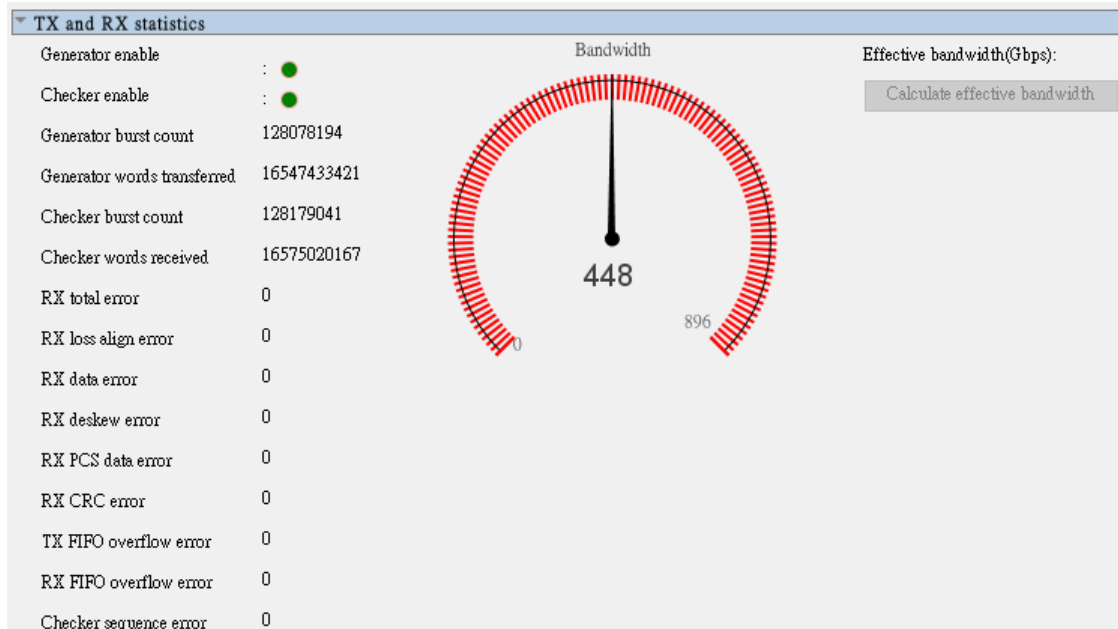 TX and RX statistics
Generator enable :
Checker enable :
Generator burst count 128078194
Generator words transferred 16547433421
Checker burst count 128179041
Checker words received 16575020167
RX total error 0
RX loss align error 0
RX data error 0
RX deskew error 0
RX PCS data error 0
RX CRC error 0
TX FIFO overflow error 0
RX FIFO overflow error 0
Checker sequence error 0
Bandwidth
448
896
0
Effective bandwidth(Gbps):
Calculate effective bandwidth